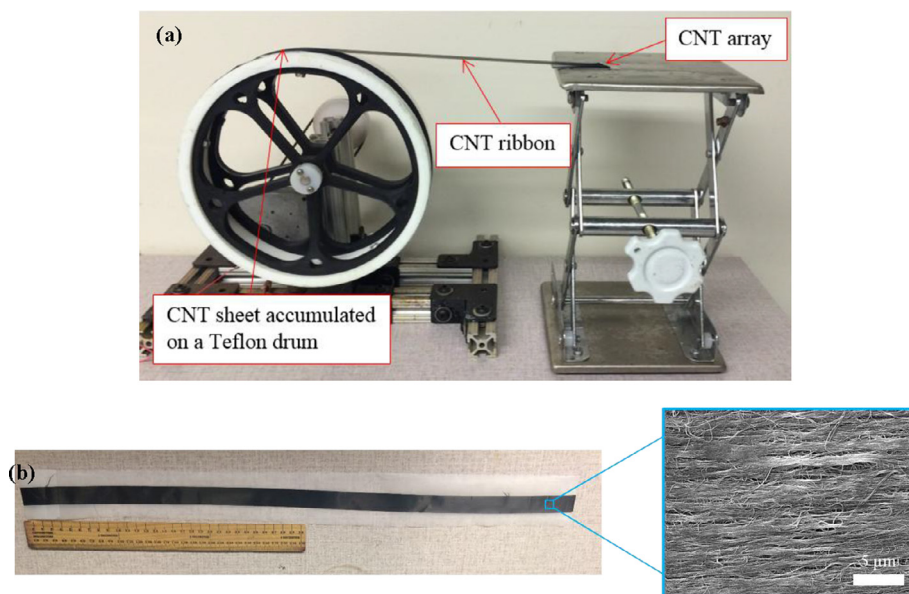 (a)
CNT array
CNT ribbon
CNT sheet accumulated
on a Teflon drum
(b)
5 μm